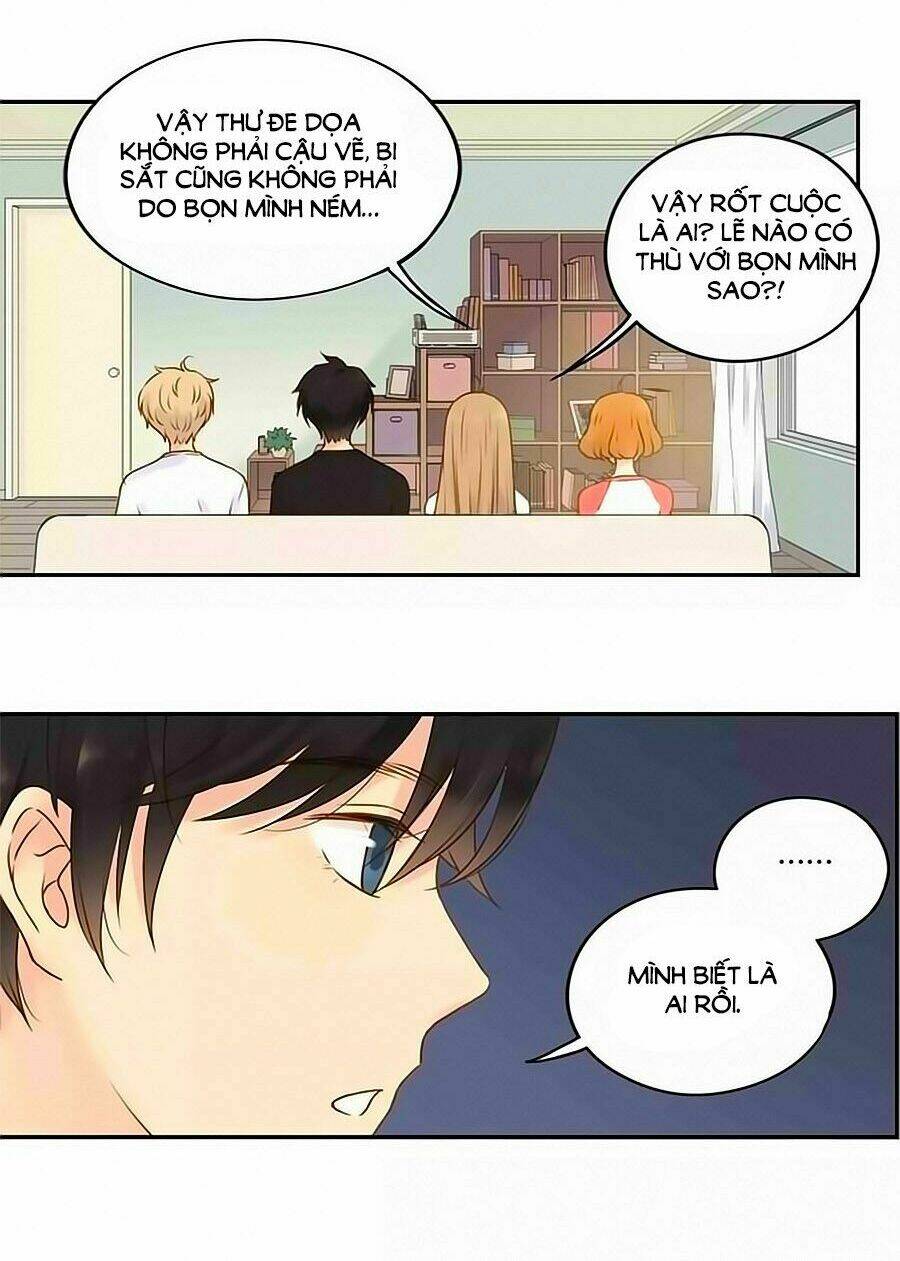 VẬY THƯ ĐE DỌA
KHÔNG PHẢI CẬU VẼ, BI
SẮT CŨNG KHÔNG PHẢI
DO BỌN MÌNH NÉM...
VẬY RỐT CUỘC
LÀ AI? LẼ NÀO CÓ
THÙ VỚI BỌN MÌNH
SAO?!
......
MÌNH BIẾT LÀ
AI RỒI.